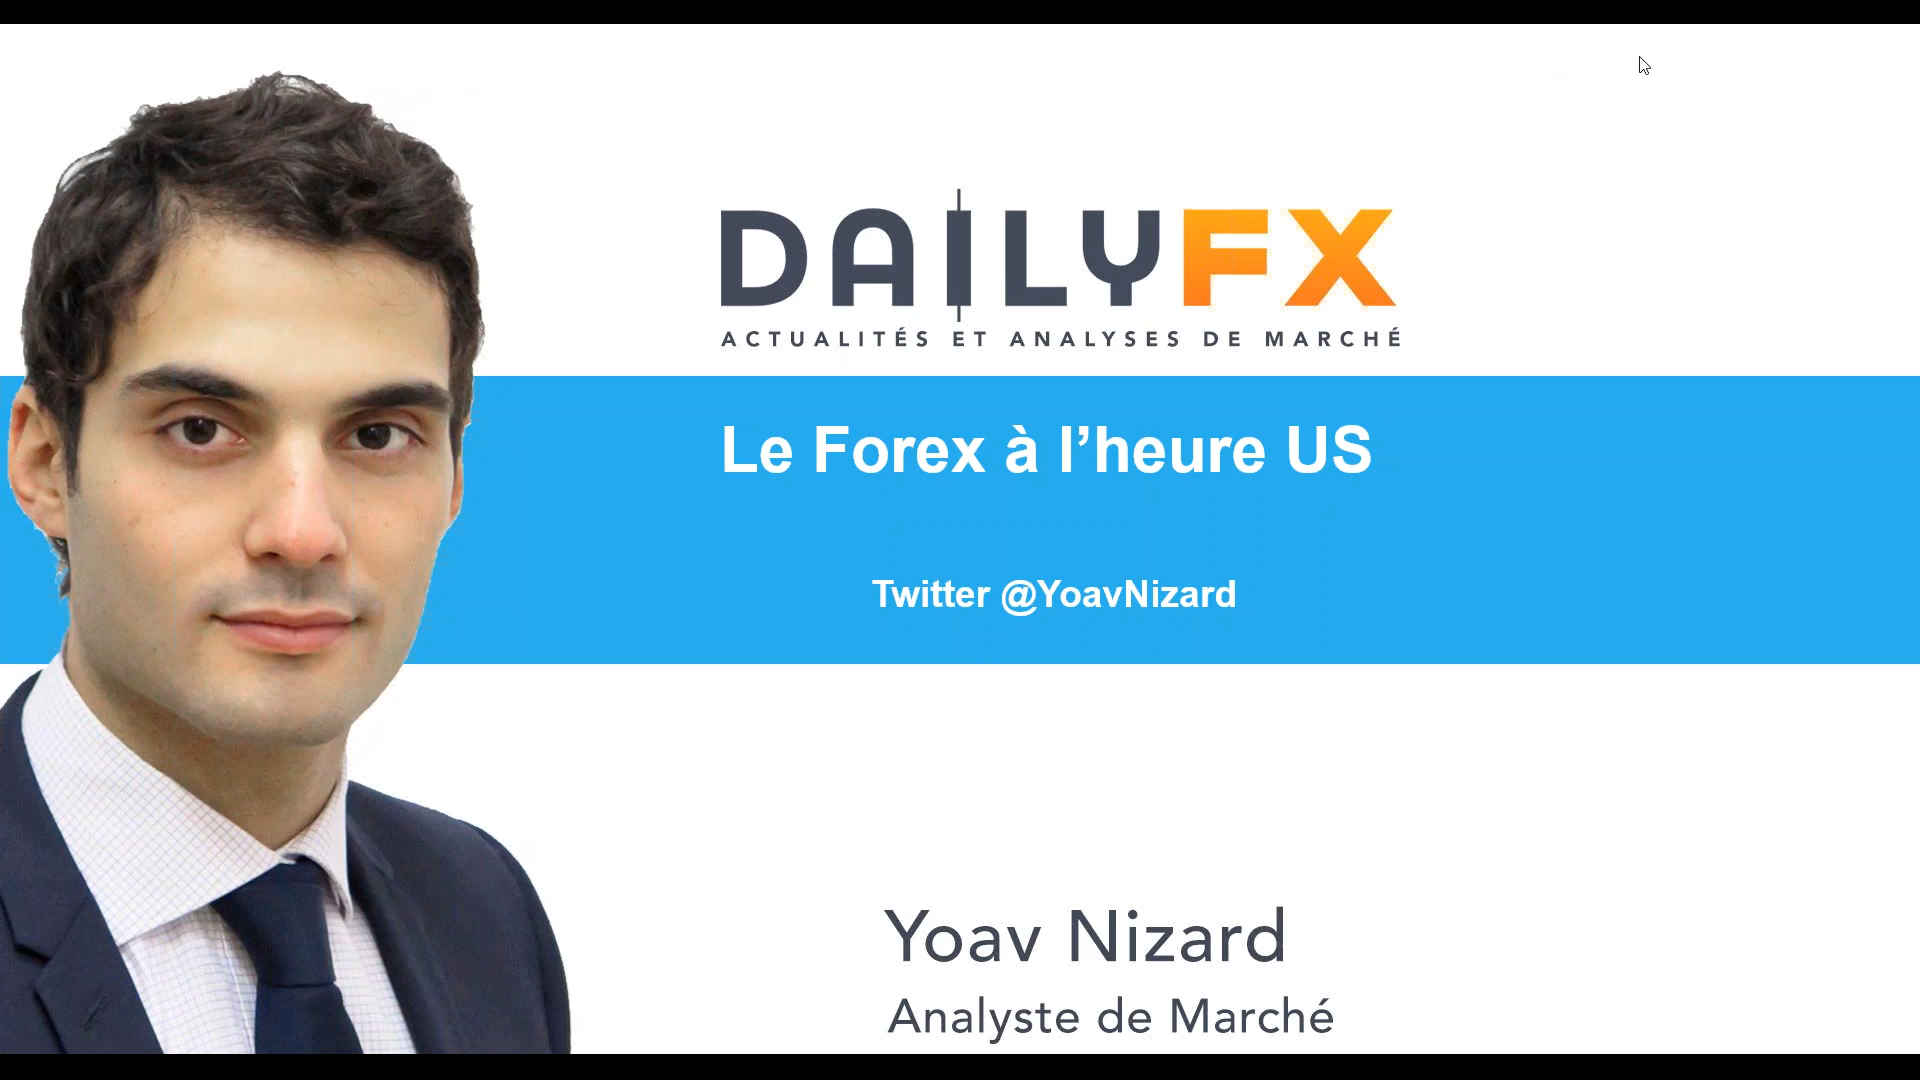 DAILYFX
ACTUALITÉS ET ANALYSES DE MARCHÉ
Le Forex à l’heure US
Twitter @YoavNizard
Yoav Nizard
Analyste de Marché